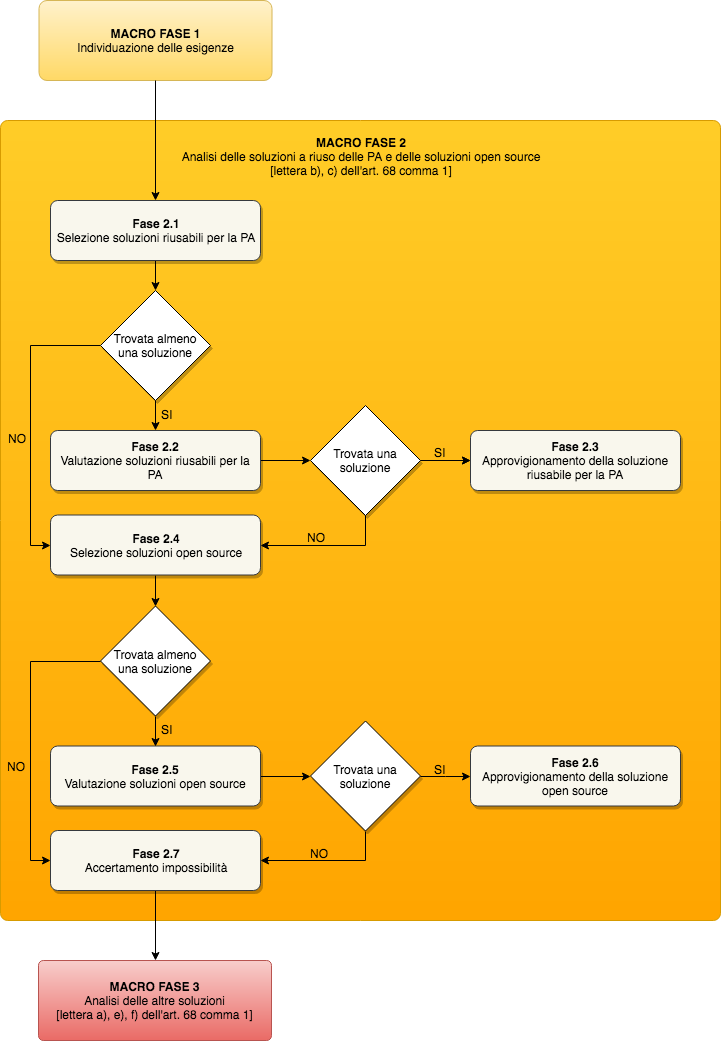 MACRO FASE 1
Individuazione delle esigenze
MACRO FASE 2
Analisi delle soluzioni a riuso delle PA e delle soluzioni open source
[lettera b), c) dell'art. 68 comma 1]
Fase 2.1
Selezione soluzioni riusabili per la PA
Trovata almeno
una soluzione
SI
NO
Fase 2.2
Valutazione soluzioni riusabili per la
PA
Trovata una
soluzione
SI
Fase 2.3
Approvigionamento della soluzione
riusabile per la PA
NO
Fase 2.4
Selezione soluzioni open source
Trovata almeno
una soluzione
SI
NO
Fase 2.5
Valutazione soluzioni open source
Trovata una
soluzione
SI
Fase 2.6
Approvigionamento della soluzione
open source
NO
Fase 2.7
Accertamento impossibilità
MACRO FASE 3
Analisi delle altre soluzioni
[lettera a), e), f) dell'art. 68 comma 1]